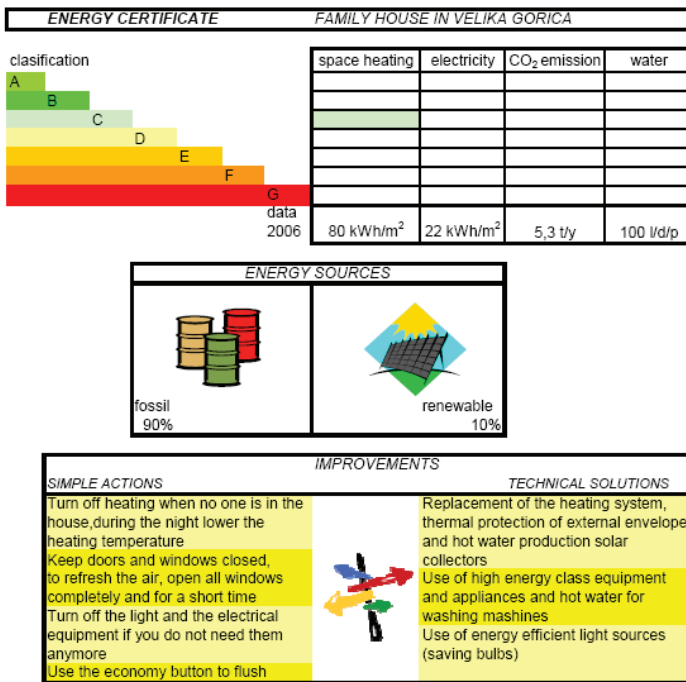 ENERGY CERTIFICATE FAMILY HOUSE IN VELIKA GORICA
clasification
space heating electricity CO₂ emission water
A
B
C
D
E
F
G
data
2006 80 kWh/m² 22 kWh/m² 5,3 t/y 100 l/d/p
ENERGY SOURCES
fossil
90%
renewable
10%
IMPROVEMENTS
SIMPLE ACTIONS
Turn off heating when no one is in the
house,during the night lower the
heating temperature
Keep doors and windows closed,
to refresh the air, open all windows
completely and for a short time
Turn off the light and the electrical
equipment if you do not need them
anymore
Use the economy button to flush
TECHNICAL SOLUTIONS
Replacement of the heating system,
thermal protection of external envelope
and hot water production solar
collectors
Use of high energy class equipment
and appliances and hot water for
washing mashines
Use of energy efficient light sources
(saving bulbs)